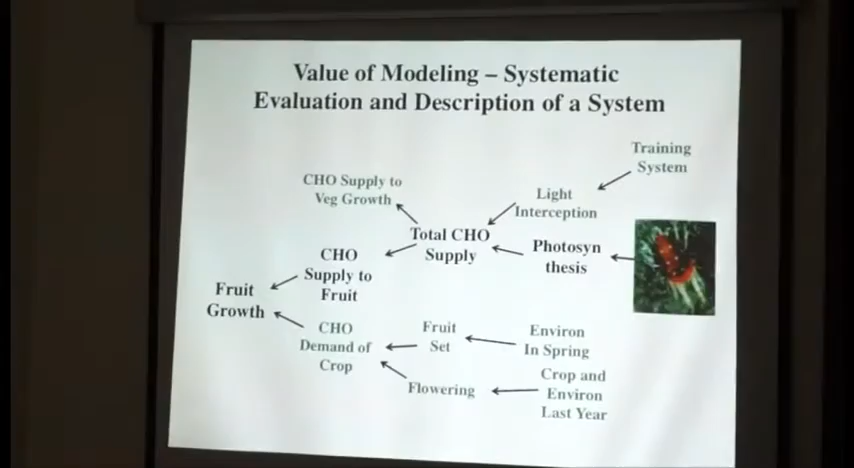 Value of Modeling – Systematic
Evaluation and Description of a System
Training
System
CHO Supply to
Veg Growth
Light
Interception
Total CHO
Supply
Photosyn
thesis
CHO
Supply to
Fruit
Fruit
Growth
CHO
Demand of
Crop
Fruit
Set
Environ
In Spring
Flowering
Crop and
Environ
Last Year